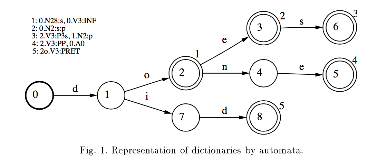 1: 0.N28:s, 0.V3:INF
2: 0.N2:s:p
3: 2.V3:P3s, 1.N2:p
4: 2.V3:PP, 0.A0
5: 2o.V3:PRET
0
d
1
o
i
2
1
e
n
3
2
s
6
3
4
e
5
4
7
d
8
5
Fig. 1. Representation of dictionaries by automata.